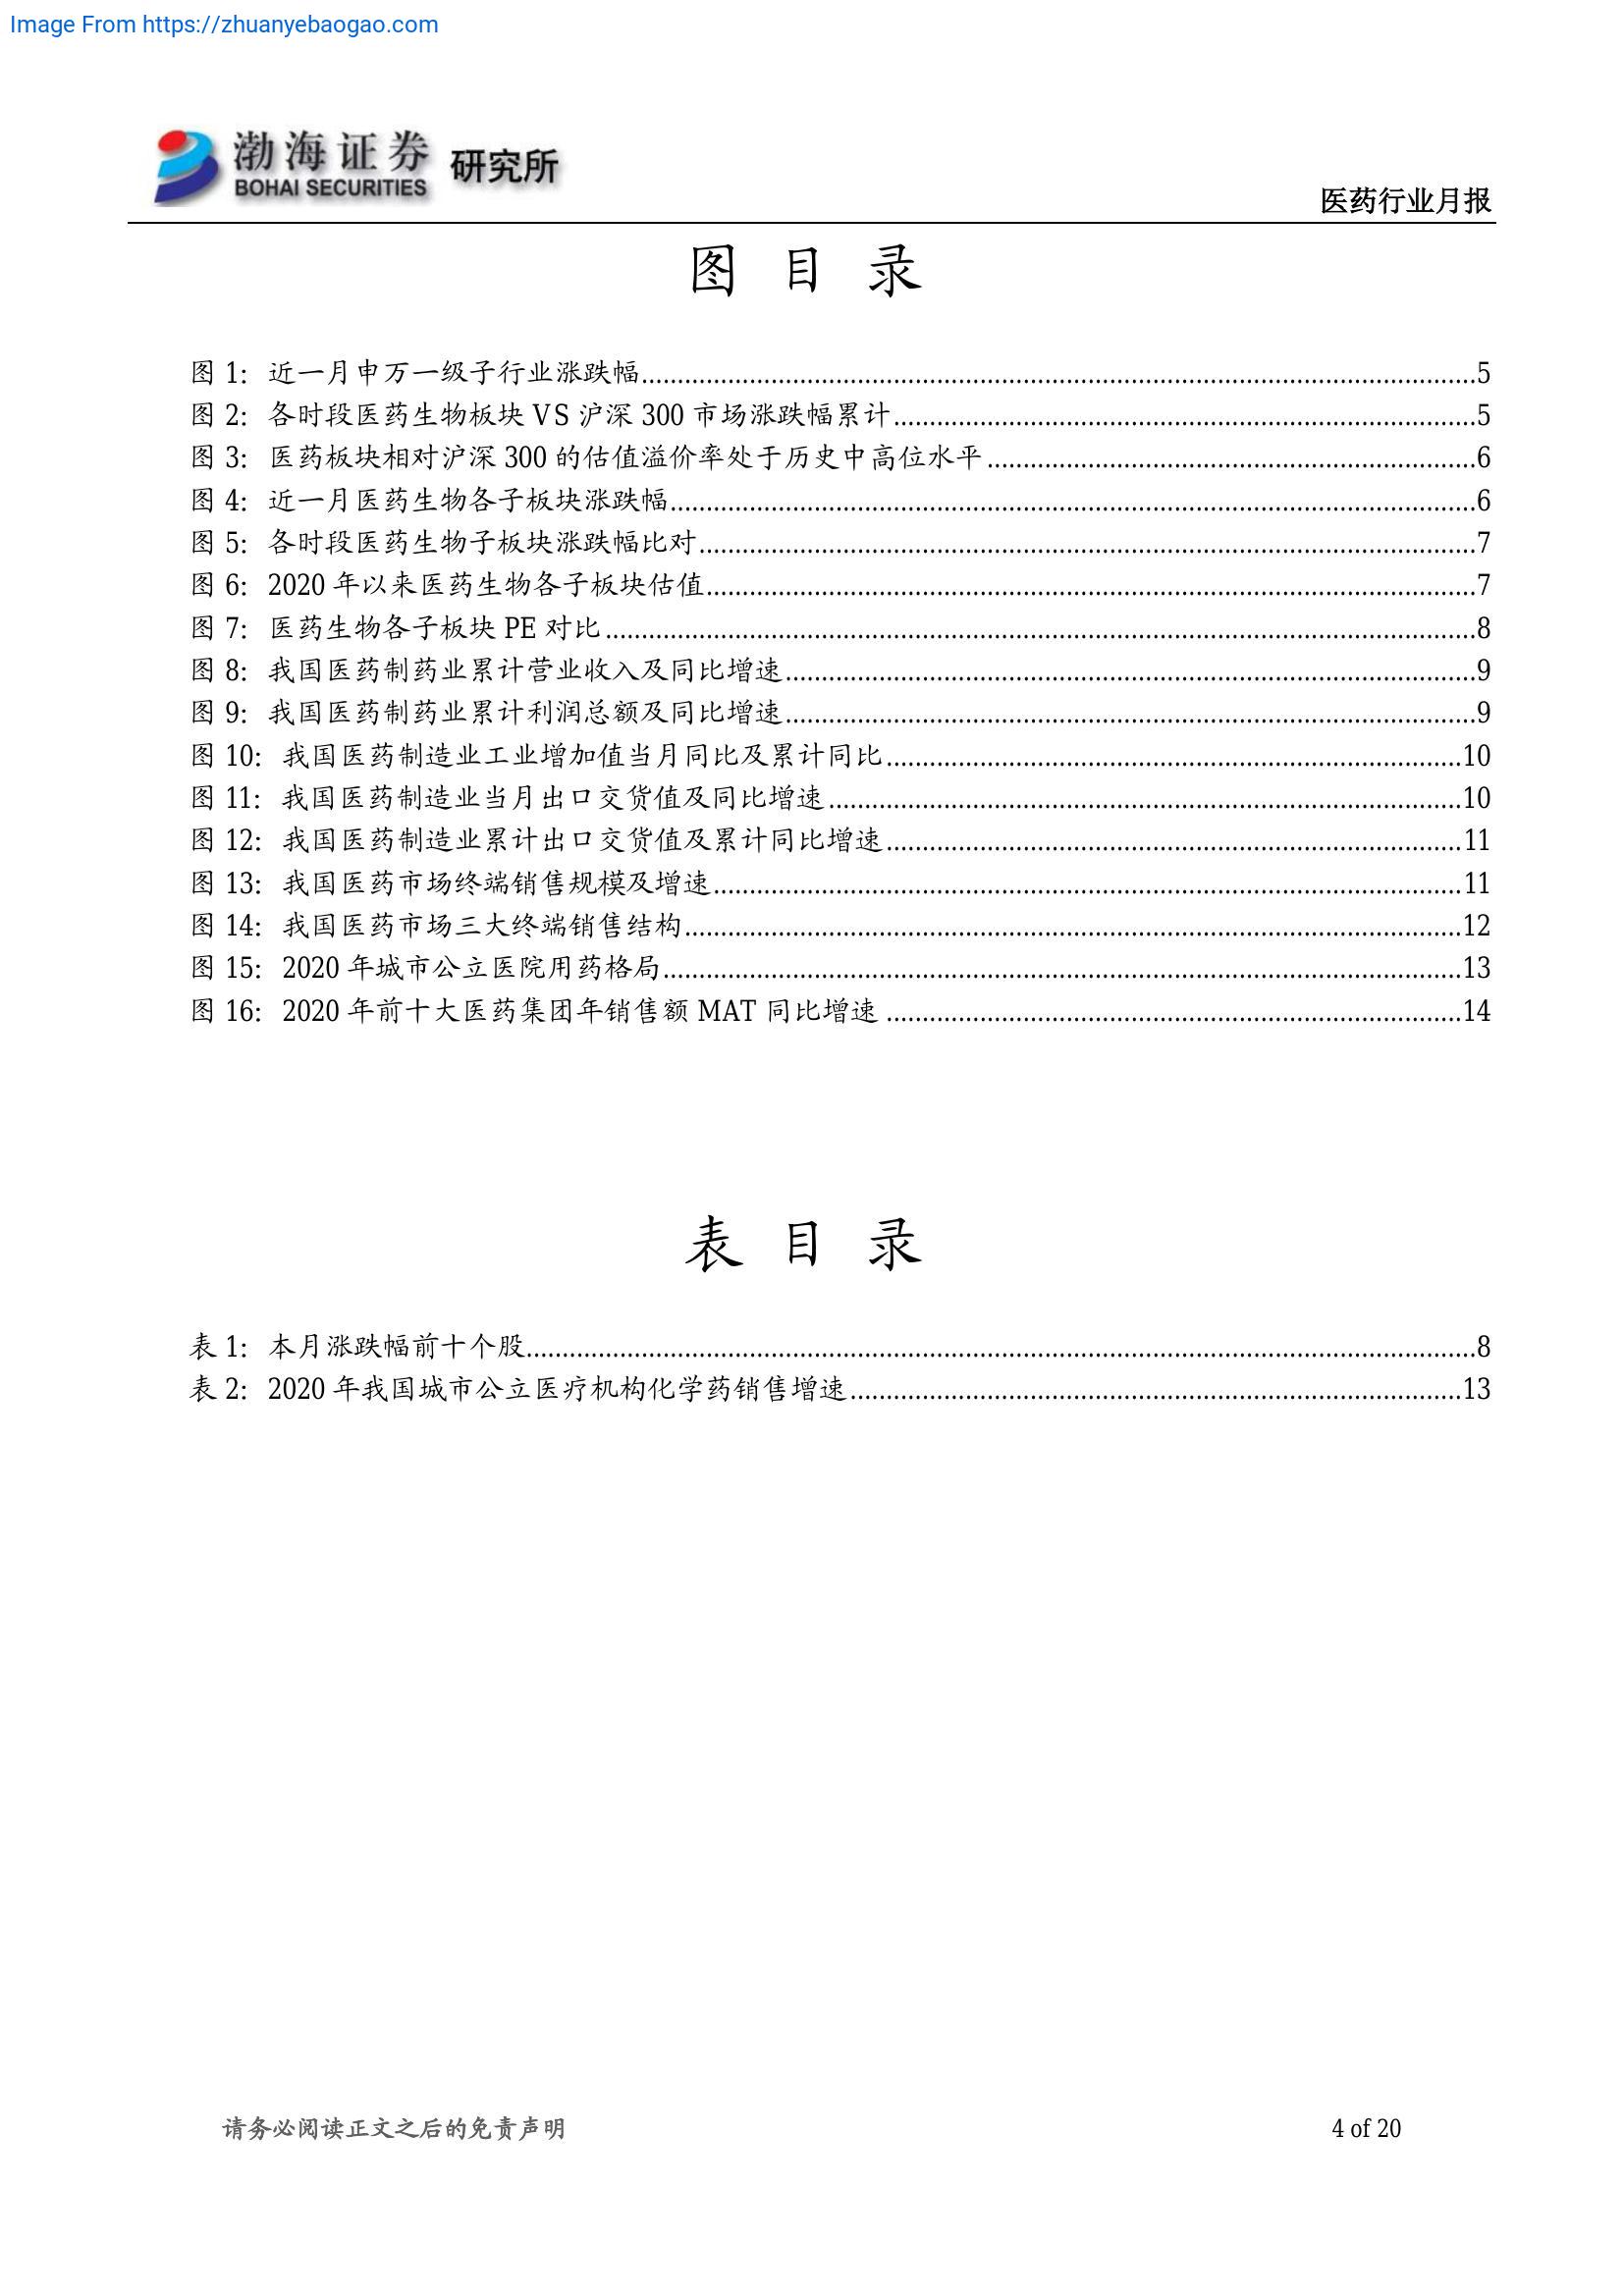 Image From https://zhuanyebaogao.com
渤海证券 研究所
BOHAI SECURITIES
医药行业月报
图 目 录
图 1: 近一月申万一级子行业涨跌幅........5
图 2: 各时段医药生物板块 VS 沪深 300 市场涨跌幅累计........5
图 3: 医药板块相对沪深 300 的估值溢价率处于历史中高位水平........6
图 4: 近一月医药生物各子板块涨跌幅........6
图 5: 各时段医药生物子板块涨跌幅比对........7
图 6: 2020 年以来医药生物各子板块估值........7
图 7: 医药生物各子板块 PE 对比........8
图 8: 我国医药制药业累计营业收入及同比增速........9
图 9: 我国医药制药业累计利润总额及同比增速........9
图 10: 我国医药制造业工业增加值当月同比及累计同比........10
图 11: 我国医药制造业当月出口交货值及同比增速........10
图 12: 我国医药制造业累计出口交货值及累计同比增速........11
图 13: 我国医药市场终端销售规模及增速........11
图 14: 我国医药市场三大终端销售结构........12
图 15: 2020 年城市公立医院用药格局........13
图 16: 2020 年前十大医药集团年销售额 MAT 同比增速........14
表 目 录
表 1: 本月涨跌幅前十个股........8
表 2: 2020 年我国城市公立医疗机构化学药销售增速........13
请务必阅读正文之后的免责声明 4 of 20